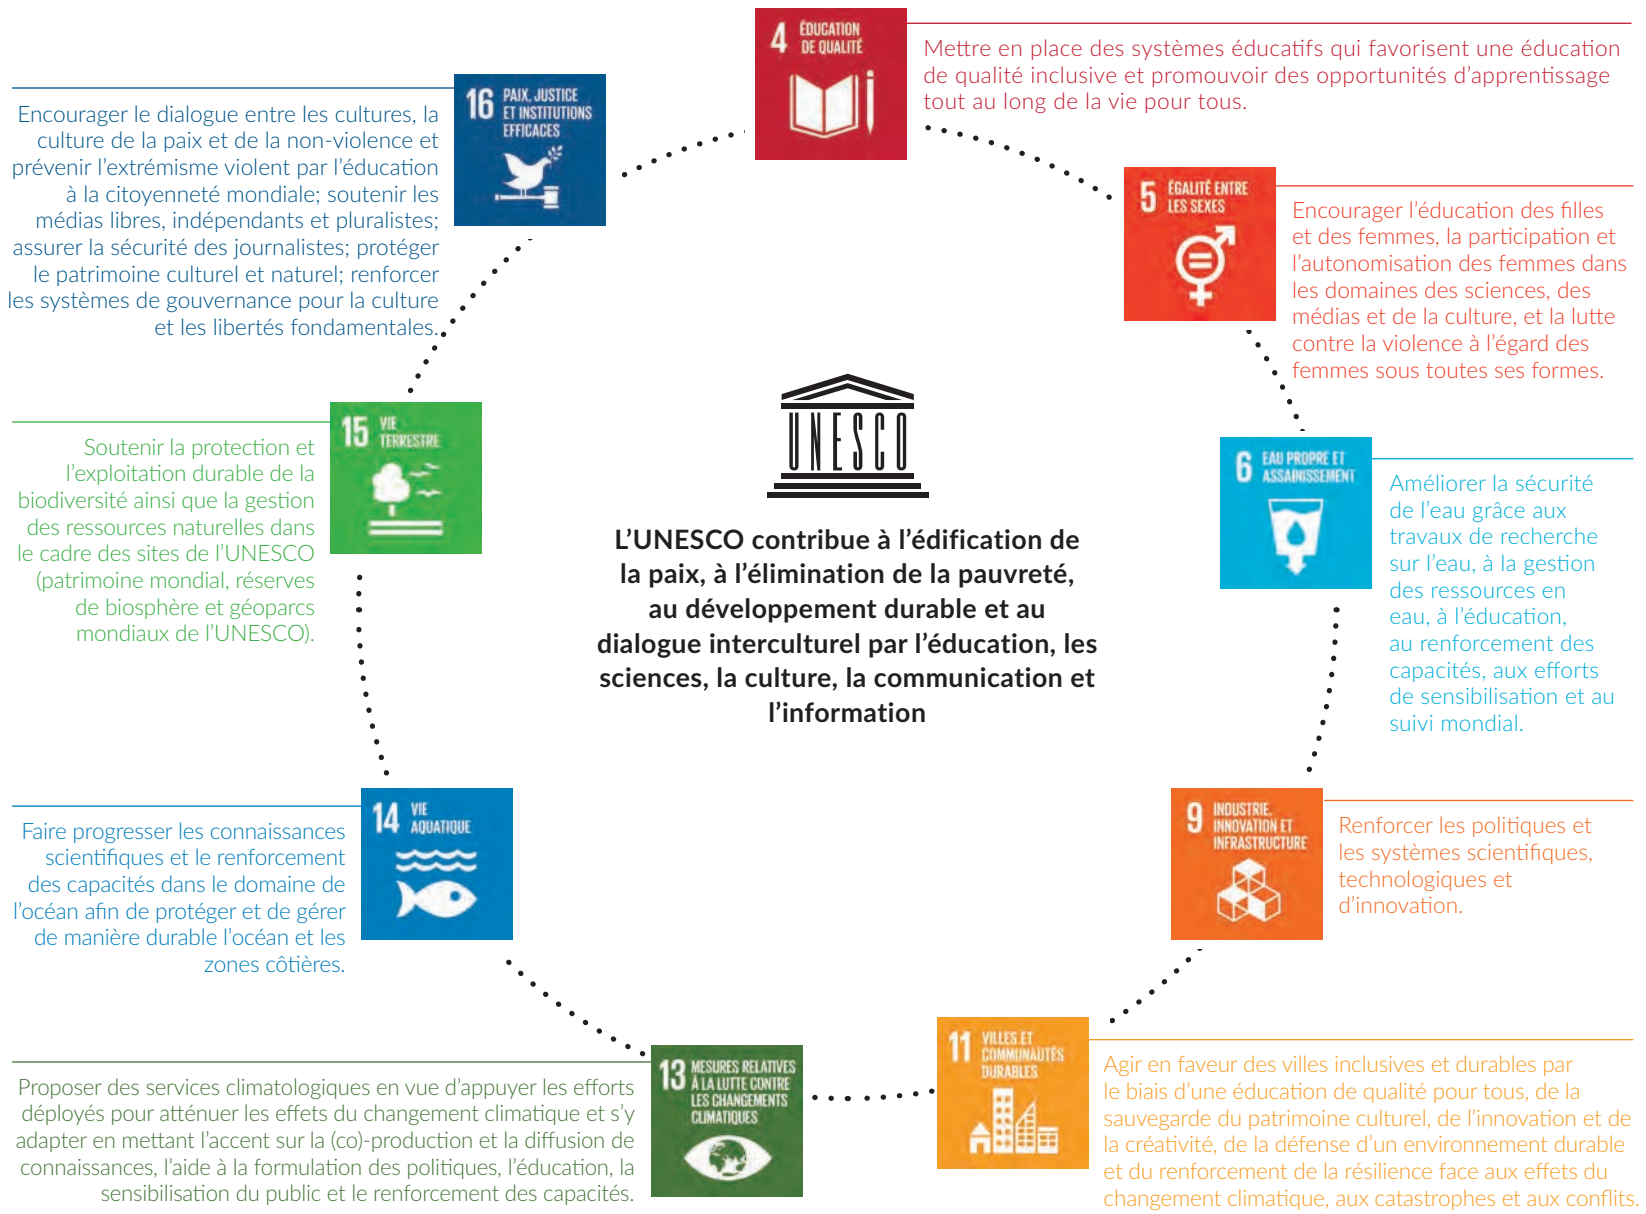 4 ÉDUCATION
DE QUALITÉ
Mettre en place des systèmes éducatifs qui favorisent une éducation
de qualité inclusive et promouvoir des opportunités d'apprentissage
tout au long de la vie pour tous.
5 ÉGALITÉ ENTRE
LES SEXES
Encourager l'éducation des filles
et des femmes, la participation et
l'autonomisation des femmes dans
les domaines des sciences, des
médias et de la culture, et la lutte
contre la violence à l'égard des
femmes sous toutes ses formes.
6 EAU PROPRE ET
ASSAINISSEMENT
Améliorer la sécurité
de l'eau grâce aux
travaux de recherche
sur l'eau, à la gestion
des ressources en
eau, à l'éducation,
au renforcement des
capacités, aux efforts
de sensibilisation et au
suivi mondial.
9 INDUSTRIE,
INNOVATION ET
INFRASTRUCTURE
Renforcer les politiques et
les systèmes scientifiques,
technologiques et
d'innovation.
11 VILLES ET
COMMUNAUTÉS
DURABLES
Agir en faveur des villes inclusives et durables par
le biais d'une éducation de qualité pour tous, de la
sauvegarde du patrimoine culturel, de l'innovation et de
la créativité, de la défense d'un environnement durable
et du renforcement de la résilience face aux effets du
changement climatique, aux catastrophes et aux conflits.
13 MESURES RELATIVES
À LA LUTTE CONTRE
LES CHANGEMENTS
CLIMATIQUES
Proposer des services climatologiques en vue d'appuyer les efforts
déployés pour atténuer les effets du changement climatique et s'y
adapter en mettant l'accent sur la (co)-production et la diffusion de
connaissances, l'aide à la formulation des politiques, l'éducation, la
sensibilisation du public et le renforcement des capacités.
14 VIE
AQUATIQUE
Faire progresser les connaissances
scientifiques et le renforcement
des capacités dans le domaine de
l'océan afin de protéger et de gérer
de manière durable l'océan et les
zones côtières.
15 VIE
TERRESTRE
Soutenir la protection et
l'exploitation durable de la
biodiversité ainsi que la gestion
des ressources naturelles dans
le cadre des sites de l'UNESCO
(patrimoine mondial, réserves
de biosphère et géoparcs
mondiaux de l'UNESCO).
16 PAIX, JUSTICE
ET INSTITUTIONS
EFFICACES
Encourager le dialogue entre les cultures, la
culture de la paix et de la non-violence et
prévenir l'extrémisme violent par l'éducation
à la citoyenneté mondiale; soutenir les
médias libres, indépendants et pluralistes;
assurer la sécurité des journalistes; protéger
le patrimoine culturel et naturel; renforcer
les systèmes de gouvernance pour la culture
et les libertés fondamentales.
UNESCO
L'UNESCO contribue à l'édification de
la paix, à l'élimination de la pauvreté,
au développement durable et au
dialogue interculturel par l'éducation, les
sciences, la culture, la communication et
l'information